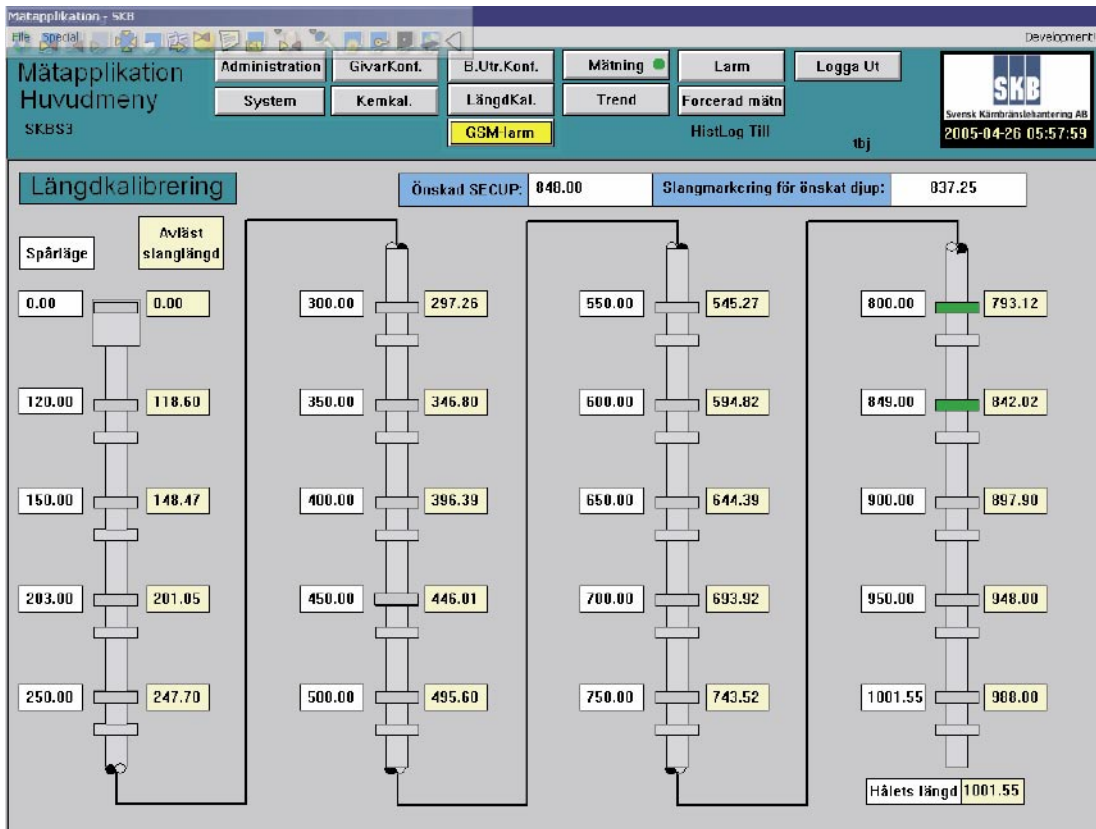 Mätapplikation - SKB
File Special
Development
Mätapplikation
Huvudmeny
SKBS3
Administration GivarKonf. B.Utr.Konf. Mätning Larm Logga Ut
System Kemkal. LängdKal. Trend Forcerad mätn
GSM-larm HistLog Till tbj
SKB
Svensk Kärnbränslehantering AB
2005-04-26 05:57:59
Längdkalibrering
Önskad SECUP: 848.00 Slangmarkering för önskat djup: 837.25
Spårläge
Avläst
slanglängd
0.00 0.00
120.00 118.60
150.00 148.47
203.00 201.05
250.00 247.70
300.00 297.26
350.00 346.80
400.00 396.39
450.00 446.01
500.00 495.60
550.00 545.27
600.00 594.82
650.00 644.39
700.00 693.92
750.00 743.52
800.00 793.12
849.00 842.02
900.00 897.90
950.00 948.00
1001.55 988.00
Hålets längd 1001.55